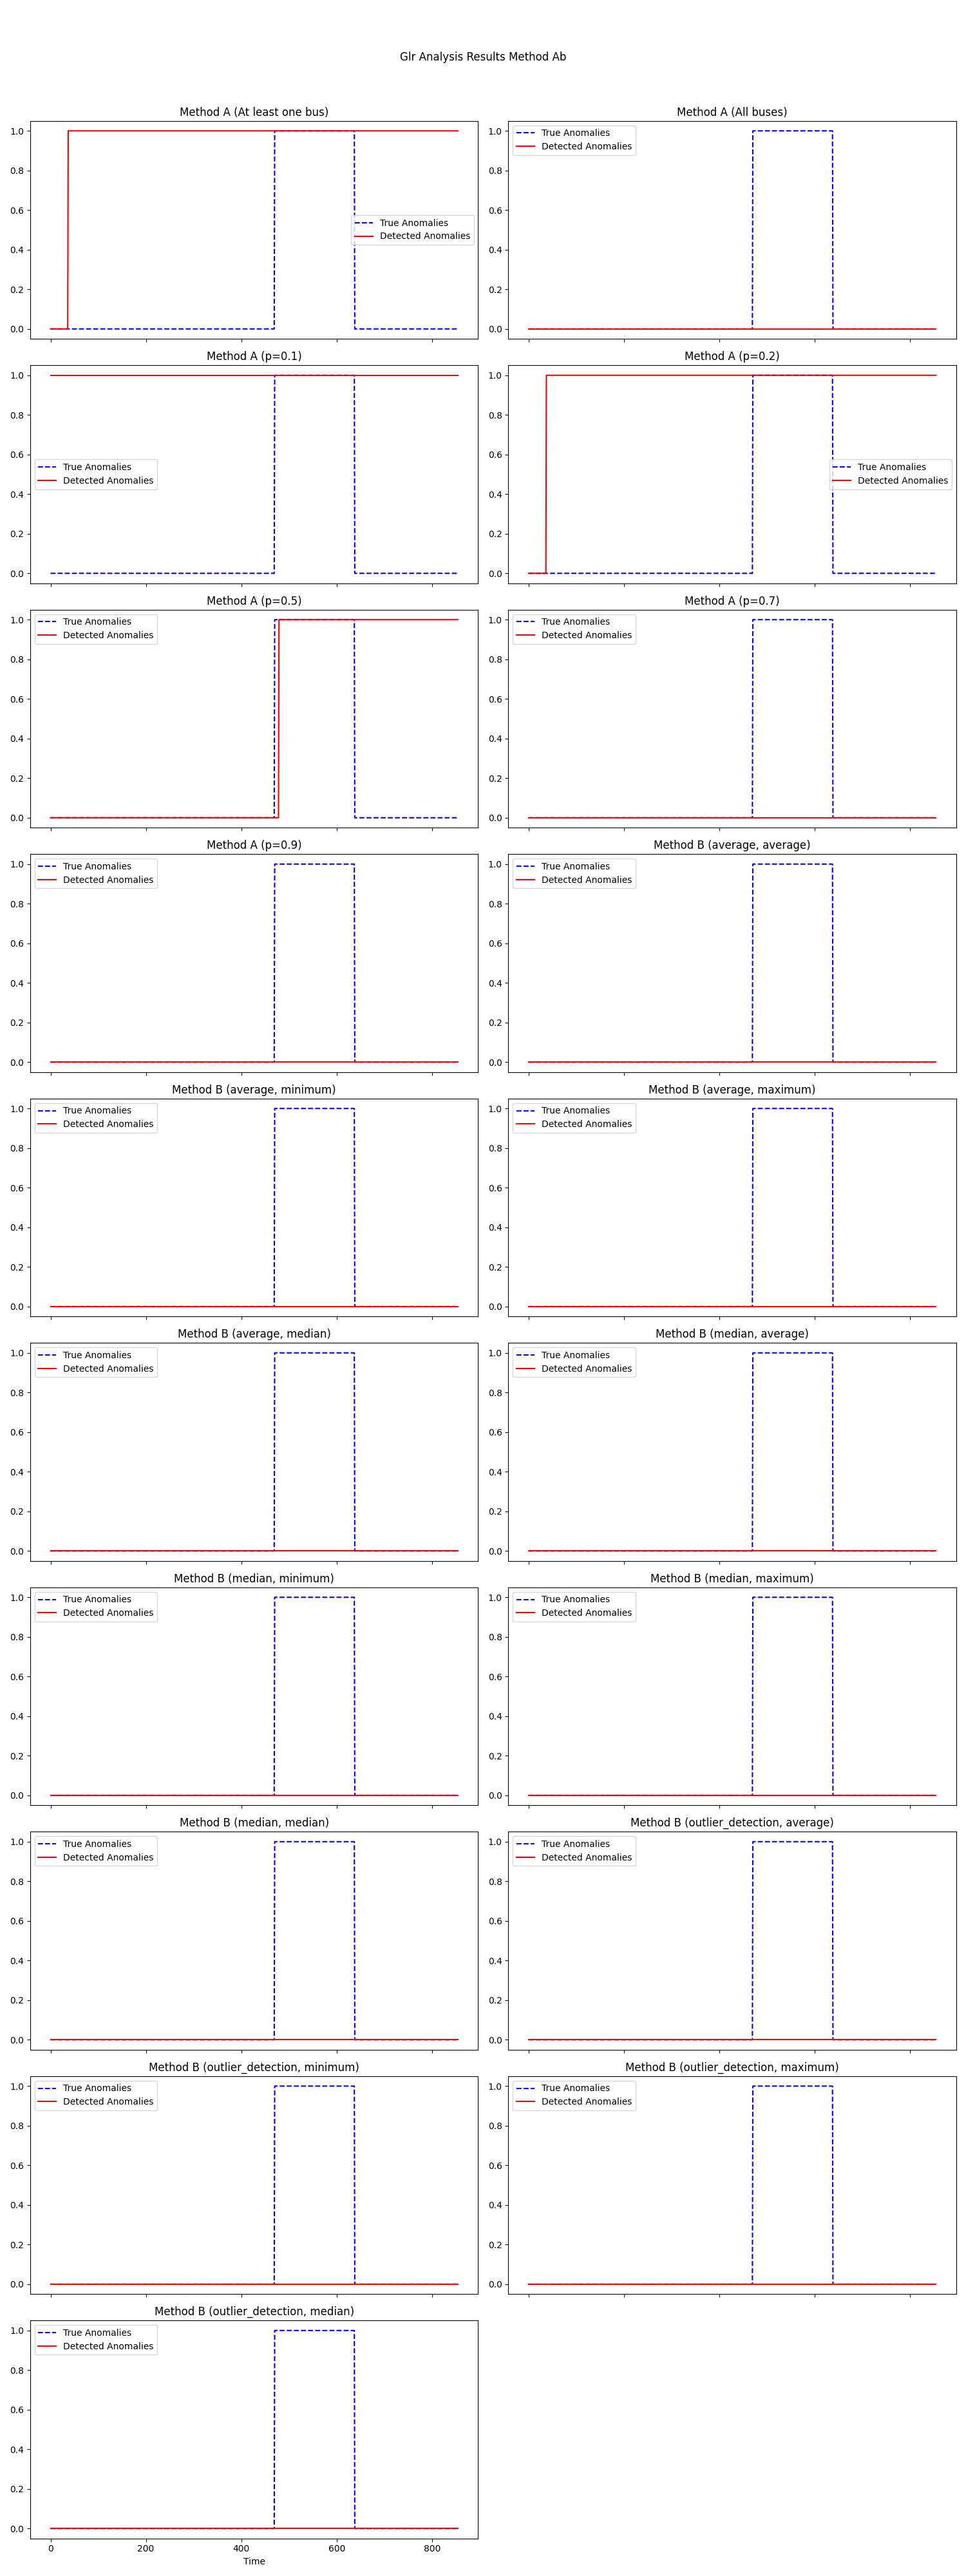 Glr Analysis Results Method Ab
Method A (At least one bus)
1.0
0.8
0.6
0.4
0.2
0.0
True Anomalies
Detected Anomalies
Method A (All buses)
1.0
0.8
0.6
0.4
0.2
0.0
True Anomalies
Detected Anomalies
Method A (p=0.1)
1.0
0.8
0.6
0.4
0.2
0.0
True Anomalies
Detected Anomalies
Method A (p=0.2)
1.0
0.8
0.6
0.4
0.2
0.0
True Anomalies
Detected Anomalies
Method A (p=0.5)
1.0
0.8
0.6
0.4
0.2
0.0
True Anomalies
Detected Anomalies
Method A (p=0.7)
1.0
0.8
0.6
0.4
0.2
0.0
True Anomalies
Detected Anomalies
Method A (p=0.9)
1.0
0.8
0.6
0.4
0.2
0.0
True Anomalies
Detected Anomalies
Method B (average, average)
1.0
0.8
0.6
0.4
0.2
0.0
True Anomalies
Detected Anomalies
Method B (average, minimum)
1.0
0.8
0.6
0.4
0.2
0.0
True Anomalies
Detected Anomalies
Method B (average, maximum)
1.0
0.8
0.6
0.4
0.2
0.0
True Anomalies
Detected Anomalies
Method B (average, median)
1.0
0.8
0.6
0.4
0.2
0.0
True Anomalies
Detected Anomalies
Method B (median, average)
1.0
0.8
0.6
0.4
0.2
0.0
True Anomalies
Detected Anomalies
Method B (median, minimum)
1.0
0.8
0.6
0.4
0.2
0.0
True Anomalies
Detected Anomalies
Method B (median, maximum)
1.0
0.8
0.6
0.4
0.2
0.0
True Anomalies
Detected Anomalies
Method B (median, median)
1.0
0.8
0.6
0.4
0.2
0.0
True Anomalies
Detected Anomalies
Method B (outlier_detection, average)
1.0
0.8
0.6
0.4
0.2
0.0
True Anomalies
Detected Anomalies
Method B (outlier_detection, minimum)
1.0
0.8
0.6
0.4
0.2
0.0
True Anomalies
Detected Anomalies
Method B (outlier_detection, maximum)
1.0
0.8
0.6
0.4
0.2
0.0
True Anomalies
Detected Anomalies
Method B (outlier_detection, median)
1.0
0.8
0.6
0.4
0.2
0.0
True Anomalies
Detected Anomalies
0 200 400 600 800
Time